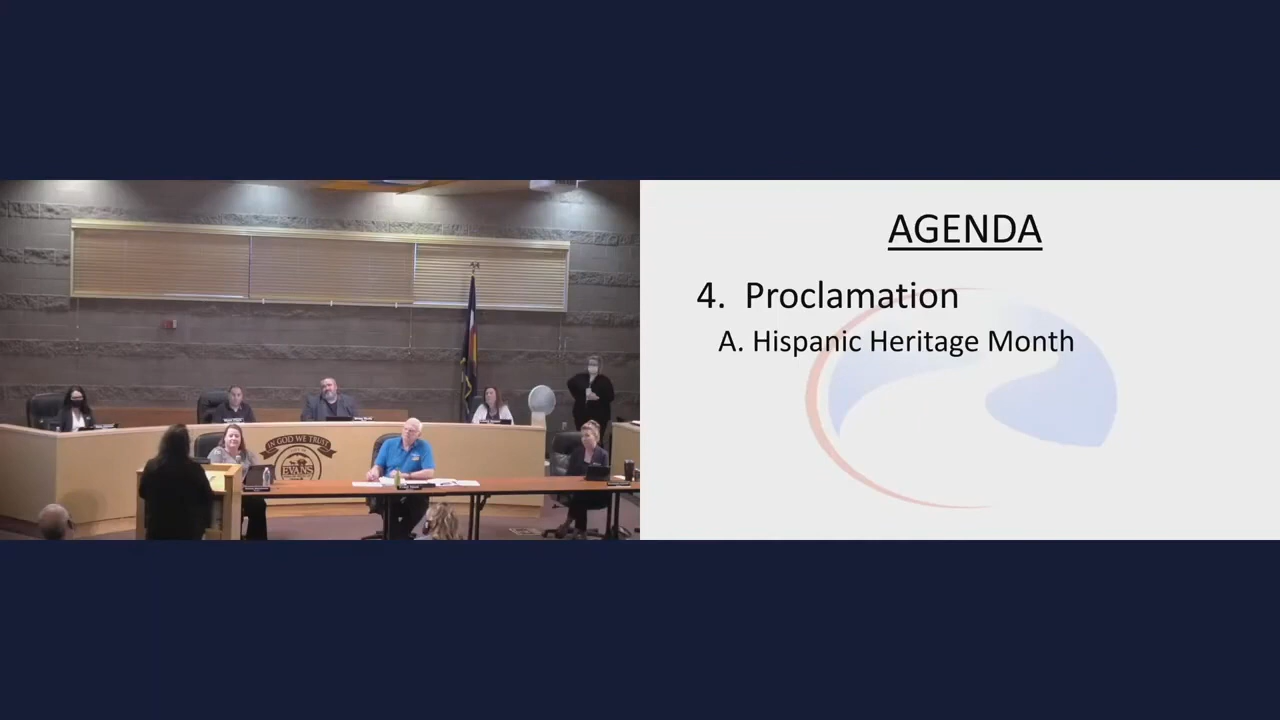 IN GOD WE TRUST
EVANS
AGENDA
4. Proclamation
A. Hispanic Heritage Month